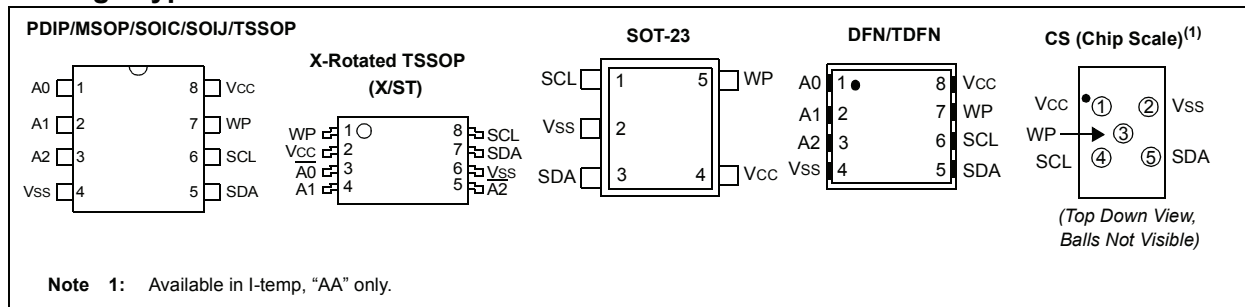 PDIP/MSOP/SOIC/SOIJ/TSSOP
A0 1 8 VCC
A1 2 7 WP
A2 3 6 SCL
VSS 4 5 SDA
X-Rotated TSSOP
(X/ST)
WP 1 8 SCL
VCC 2 7 SDA
A0 3 6 VSS
A1 4 5 A2
SOT-23
SCL 1 5 WP
VSS 2
SDA 3 4 VCC
DFN/TDFN
A0 1 8 VCC
A1 2 7 WP
A2 3 6 SCL
VSS 4 5 SDA
CS (Chip Scale)(1)
VCC 1 2 VSS
WP 3
SCL 4 5 SDA
(Top Down View,
Balls Not Visible)
Note 1: Available in I-temp, “AA” only.